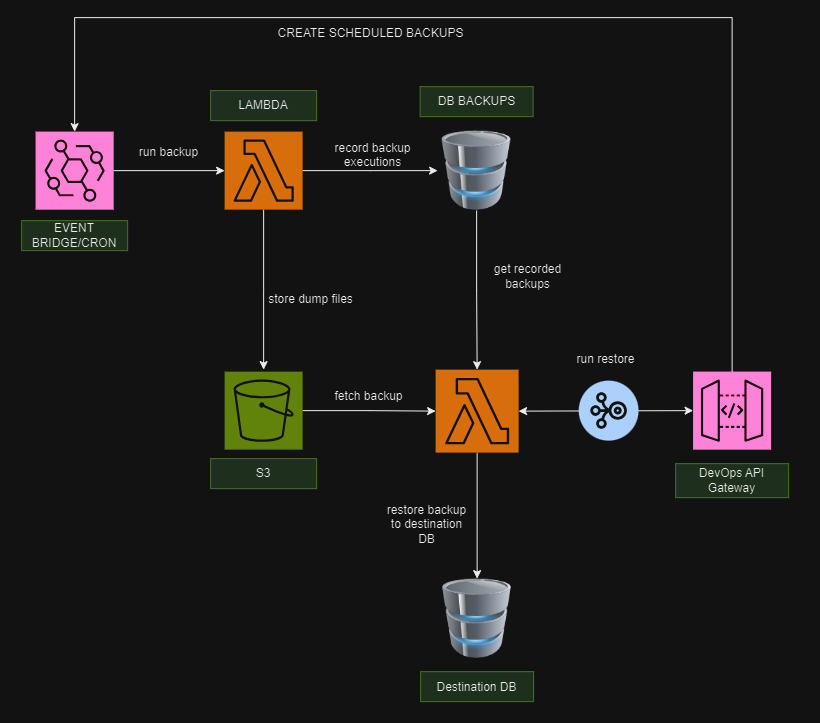 CREATE SCHEDULED BACKUPS
LAMBDA
DB BACKUPS
run backup
record backup
executions
EVENT
BRIDGE/CRON
get recorded
backups
store dump files
run restore
fetch backup
S3
DevOps API
Gateway
restore backup
to destination
DB
Destination DB